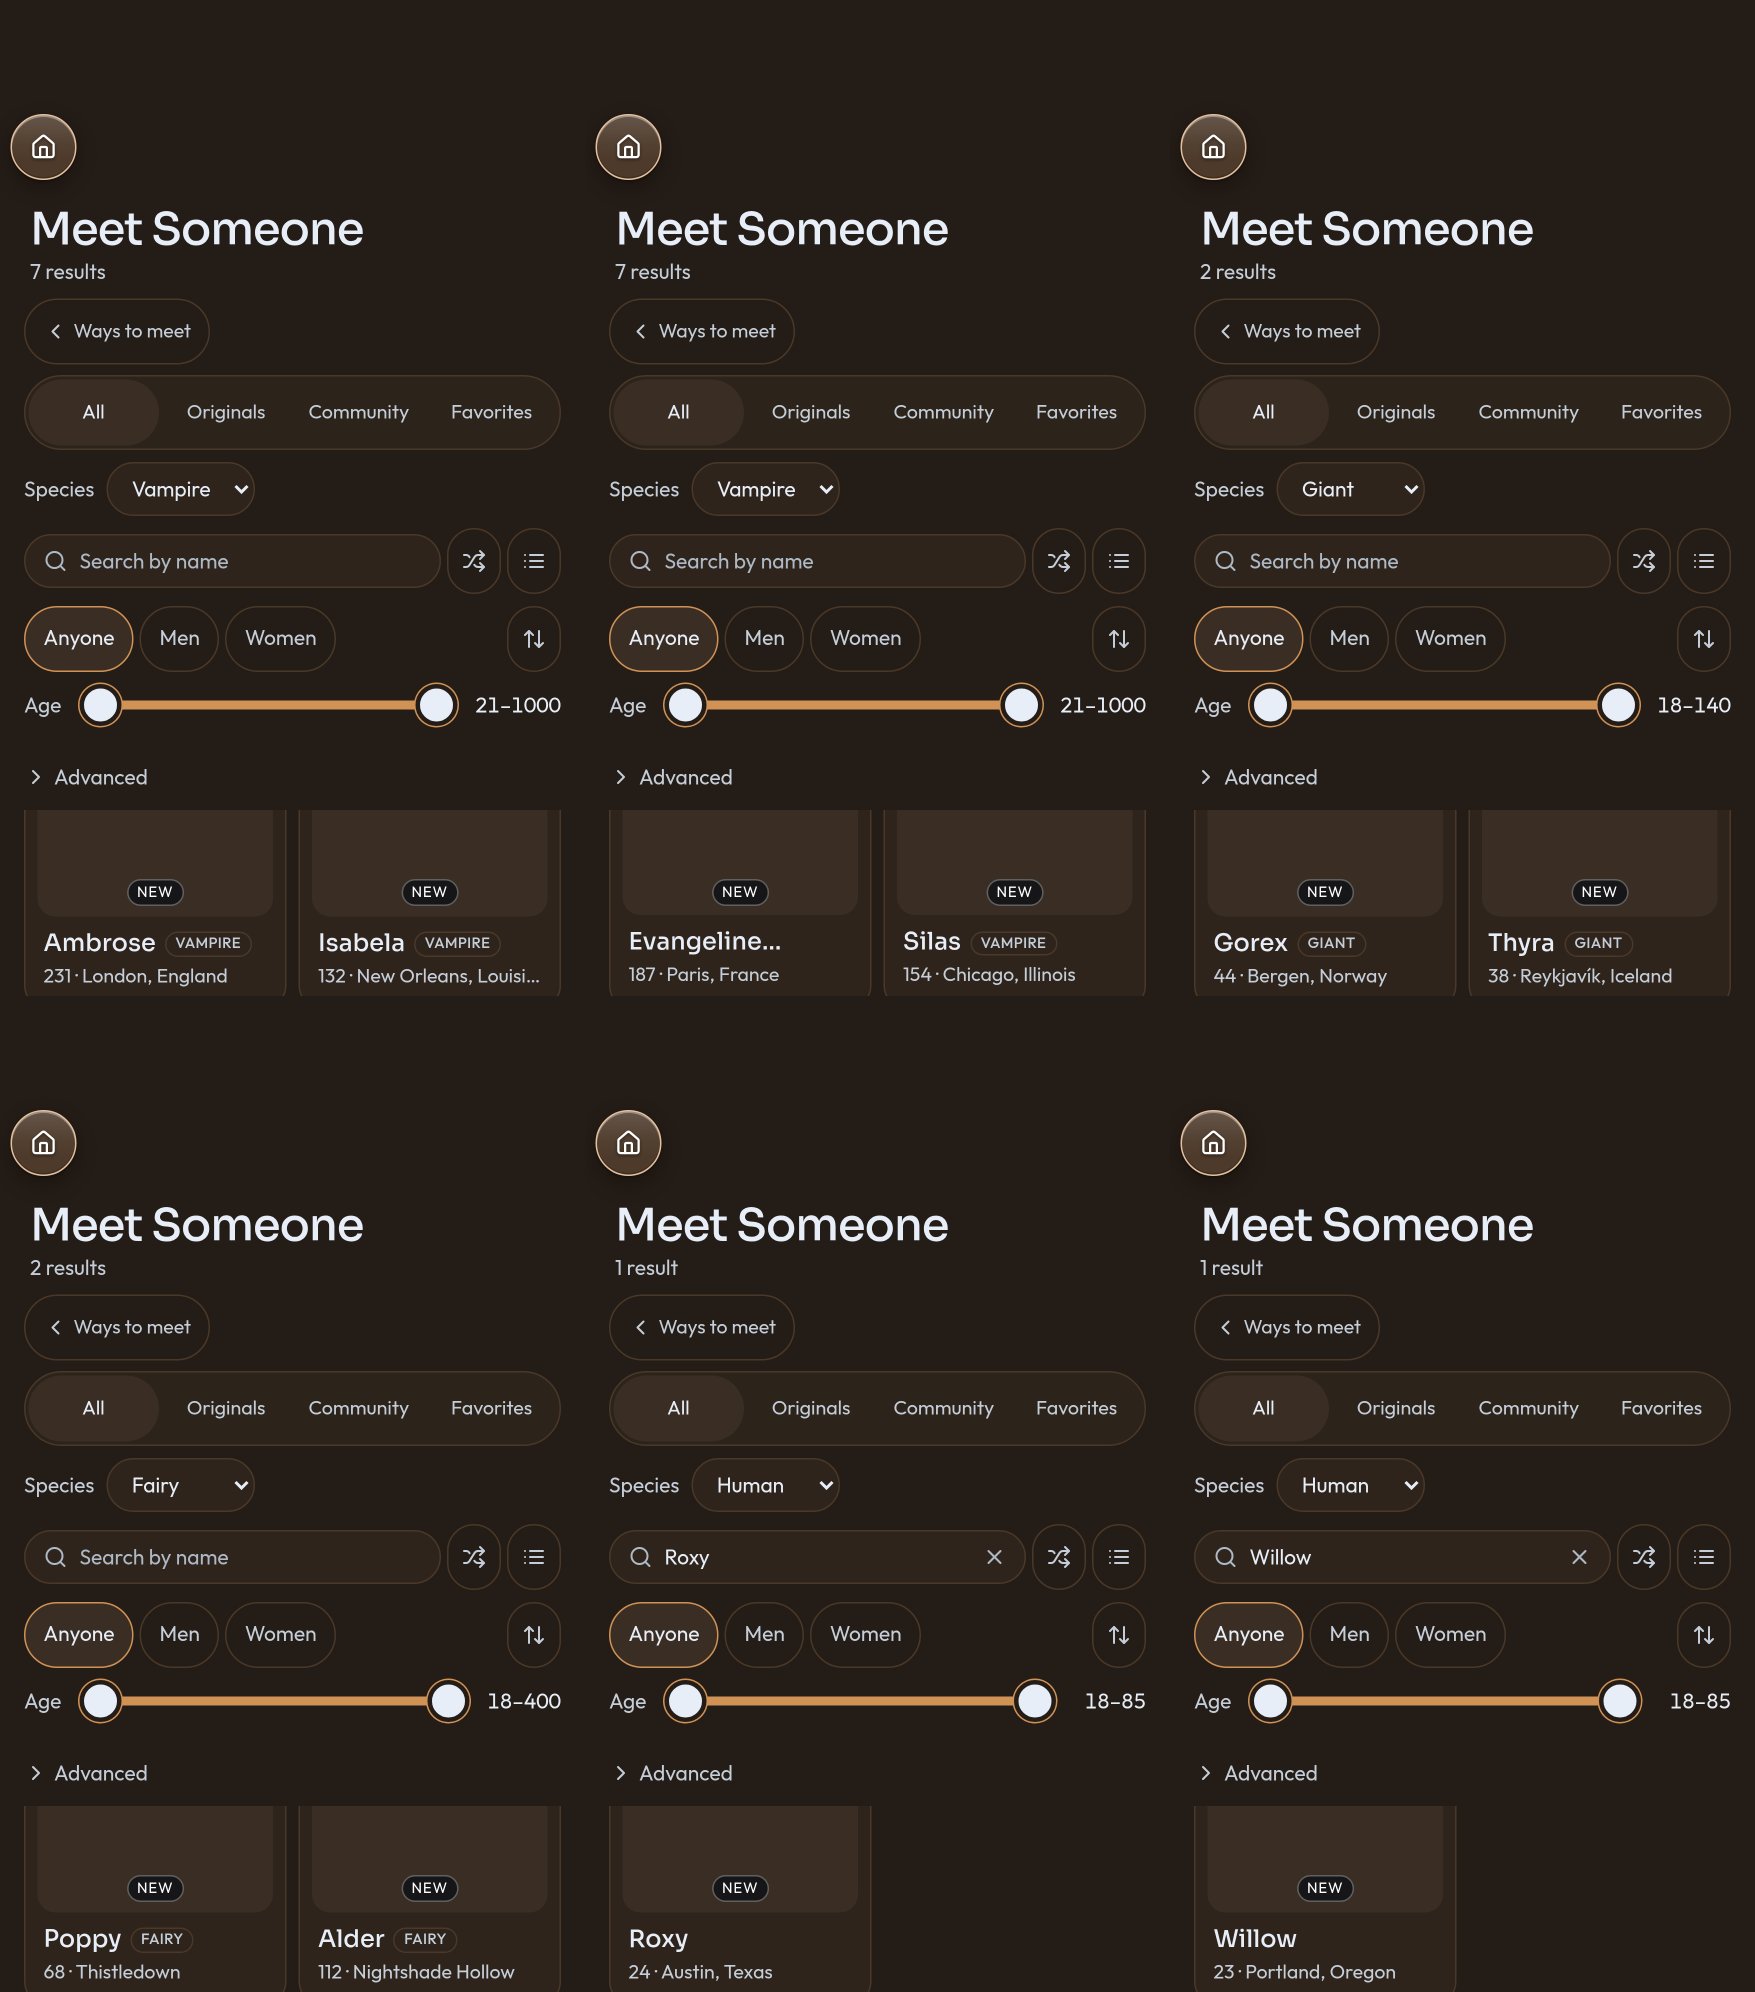 Meet Someone
7 results
Ways to meet
All Originals Community Favorites
Species Vampire
Search by name
Anyone Men Women
Age 21–1000
Advanced
NEW NEW
Ambrose VAMPIRE Isabela VAMPIRE
231 · London, England 132 · New Orleans, Louisi...
Meet Someone
7 results
Ways to meet
All Originals Community Favorites
Species Vampire
Search by name
Anyone Men Women
Age 21–1000
Advanced
NEW NEW
Evangeline... Silas VAMPIRE
187 · Paris, France 154 · Chicago, Illinois
Meet Someone
2 results
Ways to meet
All Originals Community Favorites
Species Giant
Search by name
Anyone Men Women
Age 18–140
Advanced
NEW NEW
Gorex GIANT Thyra GIANT
44 · Bergen, Norway 38 · Reykjavík, Iceland
Meet Someone
2 results
Ways to meet
All Originals Community Favorites
Species Fairy
Search by name
Anyone Men Women
Age 18–400
Advanced
NEW NEW
Poppy FAIRY Alder FAIRY
68 · Thistledown 112 · Nightshade Hollow
Meet Someone
1 result
Ways to meet
All Originals Community Favorites
Species Human
Roxy
Anyone Men Women
Age 18–85
Advanced
NEW
Roxy
24 · Austin, Texas
Meet Someone
1 result
Ways to meet
All Originals Community Favorites
Species Human
Willow
Anyone Men Women
Age 18–85
Advanced
NEW
Willow
23 · Portland, Oregon